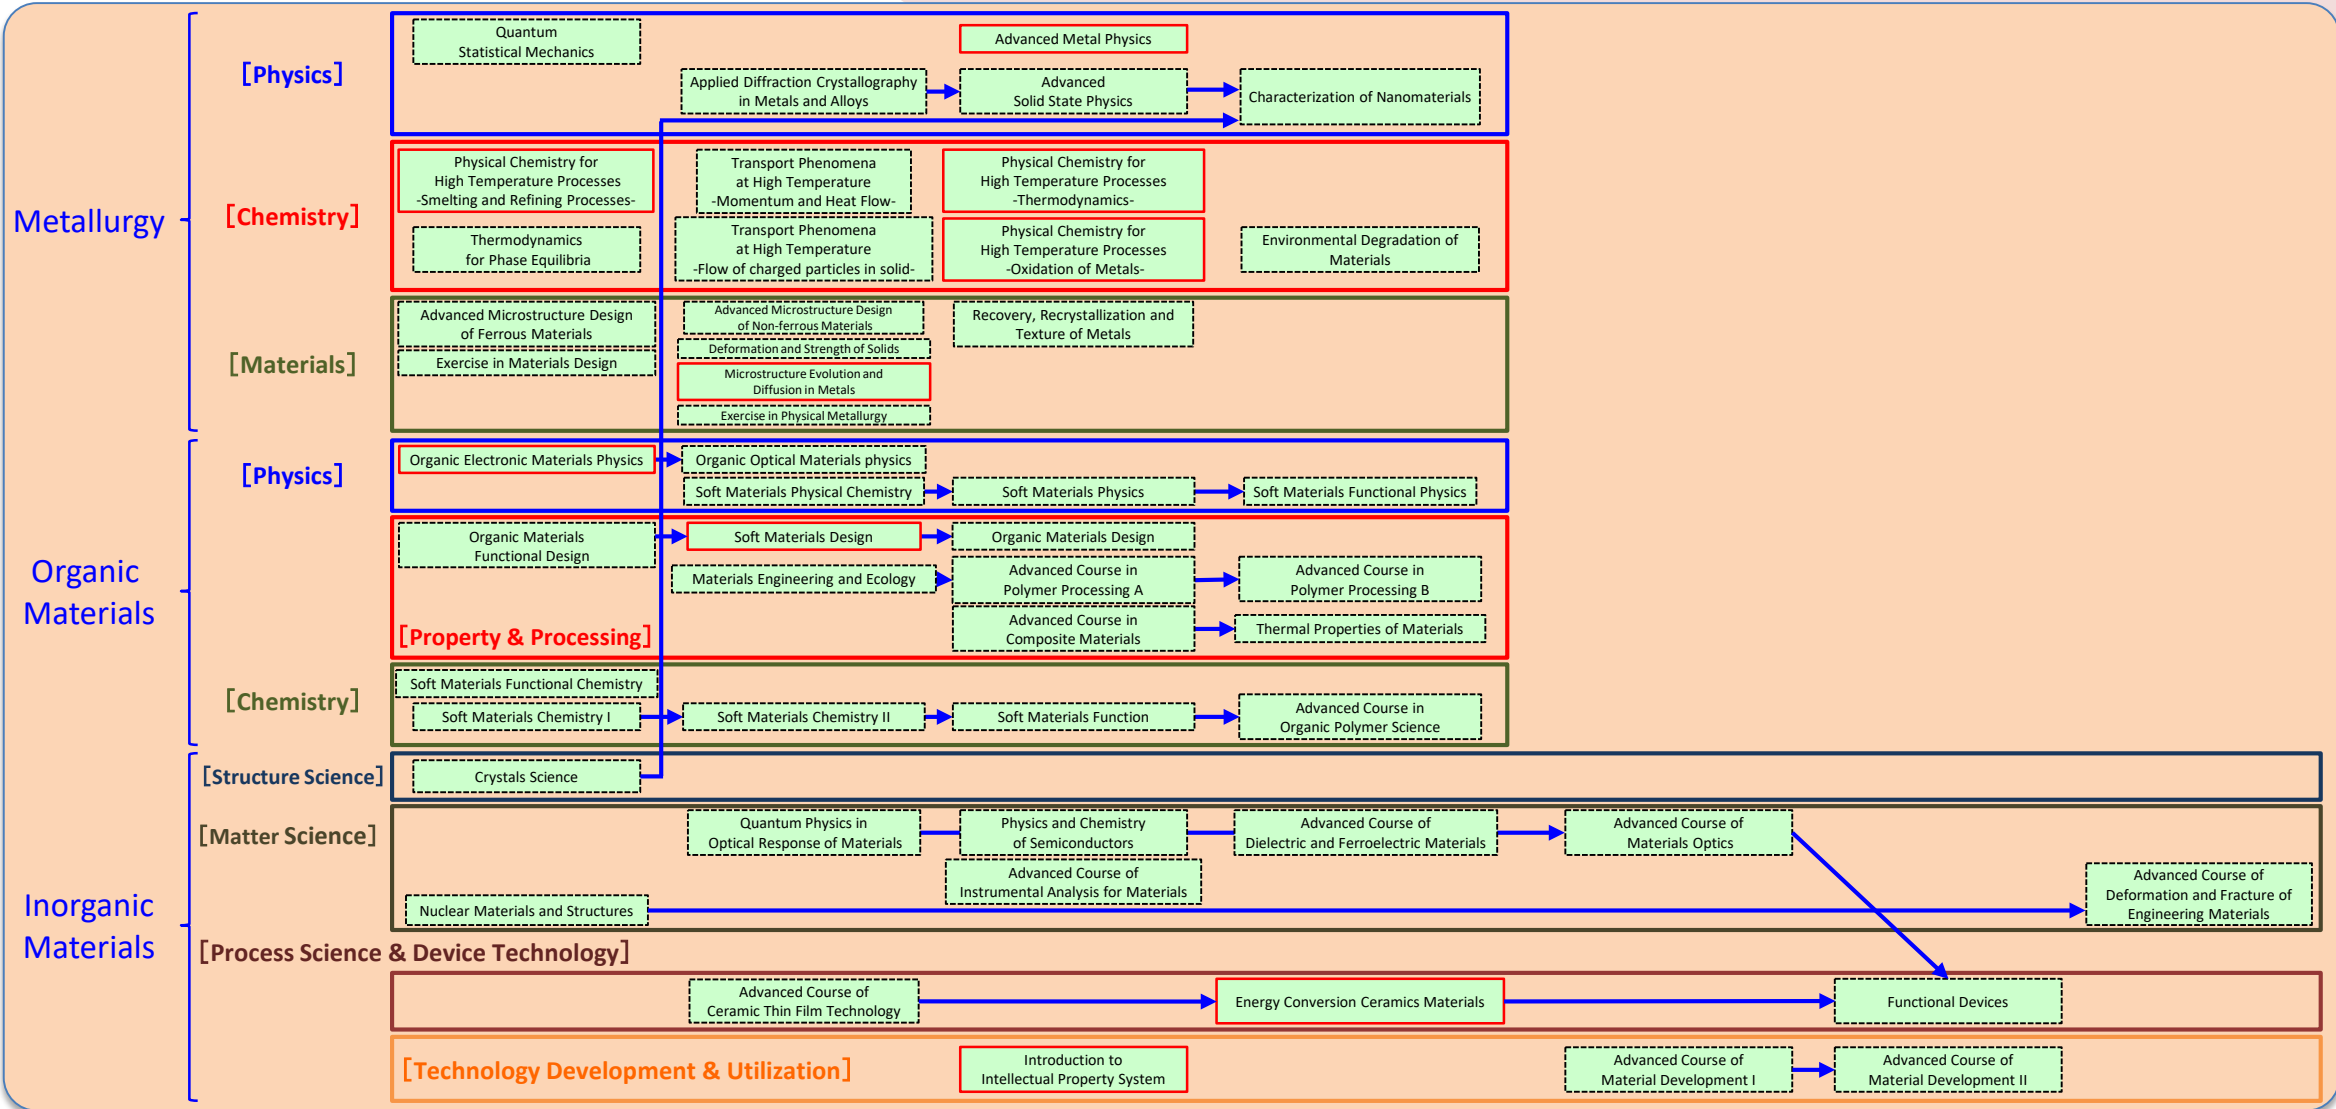 Metallurgy
[Physics]
Quantum
Statistical Mechanics
Advanced Metal Physics
Applied Diffraction Crystallography
in Metals and Alloys
Advanced
Solid State Physics
Characterization of Nanomaterials
[Chemistry]
Physical Chemistry for
High Temperature Processes
-Smelting and Refining Processes-
Transport Phenomena
at High Temperature
-Momentum and Heat Flow-
Physical Chemistry for
High Temperature Processes
-Thermodynamics-
Thermodynamics
for Phase Equilibria
Transport Phenomena
at High Temperature
-Flow of charged particles in solid-
Physical Chemistry for
High Temperature Processes
-Oxidation of Metals-
Environmental Degradation of
Materials
[Materials]
Advanced Microstructure Design
of Ferrous Materials
Exercise in Materials Design
Advanced Microstructure Design
of Non-ferrous Materials
Deformation and Strength of Solids
Microstructure Evolution and
Diffusion in Metals
Exercise in Physical Metallurgy
Recovery, Recrystallization and
Texture of Metals
Organic
Materials
[Physics]
Organic Electronic Materials Physics
Organic Optical Materials physics
Soft Materials Physical Chemistry
Soft Materials Physics
Soft Materials Functional Physics
Organic Materials
Functional Design
Soft Materials Design
Organic Materials Design
Materials Engineering and Ecology
Advanced Course in
Polymer Processing A
Advanced Course in
Polymer Processing B
[Property & Processing]
Advanced Course in
Composite Materials
Thermal Properties of Materials
[Chemistry]
Soft Materials Functional Chemistry
Soft Materials Chemistry I
Soft Materials Chemistry II
Soft Materials Function
Advanced Course in
Organic Polymer Science
Inorganic
Materials
[Structure Science]
Crystals Science
[Matter Science]
Quantum Physics in
Optical Response of Materials
Physics and Chemistry
of Semiconductors
Advanced Course of
Dielectric and Ferroelectric Materials
Advanced Course of
Materials Optics
Advanced Course of
Instrumental Analysis for Materials
Nuclear Materials and Structures
Advanced Course of
Deformation and Fracture of
Engineering Materials
[Process Science & Device Technology]
Advanced Course of
Ceramic Thin Film Technology
Energy Conversion Ceramics Materials
Functional Devices
[Technology Development & Utilization]
Introduction to
Intellectual Property System
Advanced Course of
Material Development I
Advanced Course of
Material Development II